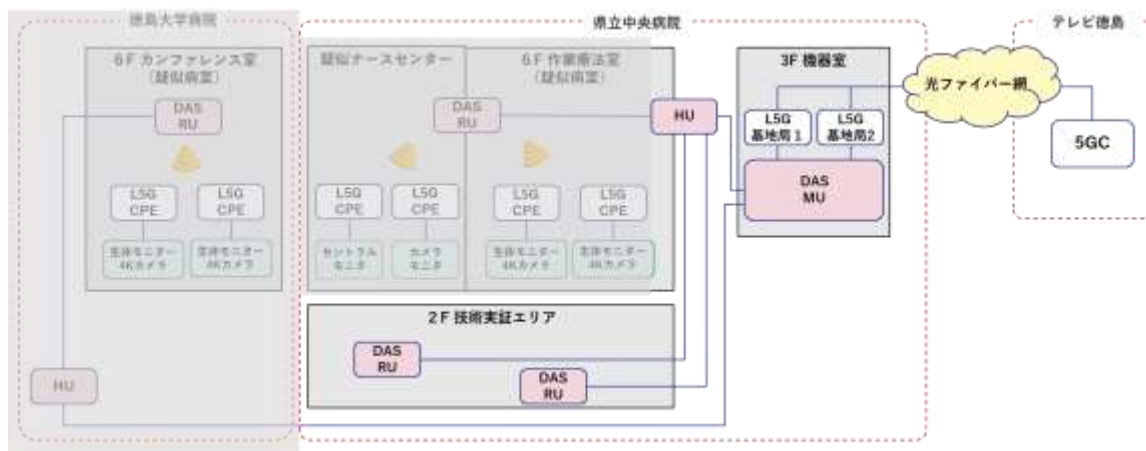 徳島大学病院
県立中央病院
テレビ徳島
6F カンファレンス室
（疑似病室）
疑似ナースセンター
6F 作業療法室
（疑似病室）
3F 機器室
光ファイバー網
DAS
RU
DAS
RU
HU
L5G
基地局1
L5G
基地局2
5GC
DAS
MU
L5G
CPE
L5G
CPE
L5G
CPE
L5G
CPE
L5G
CPE
L5G
CPE
生体モニター
4Kカメラ
生体モニター
4Kカメラ
セントラル
モニタ
カメラ
モニタ
生体モニター
4Kカメラ
生体モニター
4Kカメラ
2F 技術実証エリア
DAS
RU
DAS
RU
HU